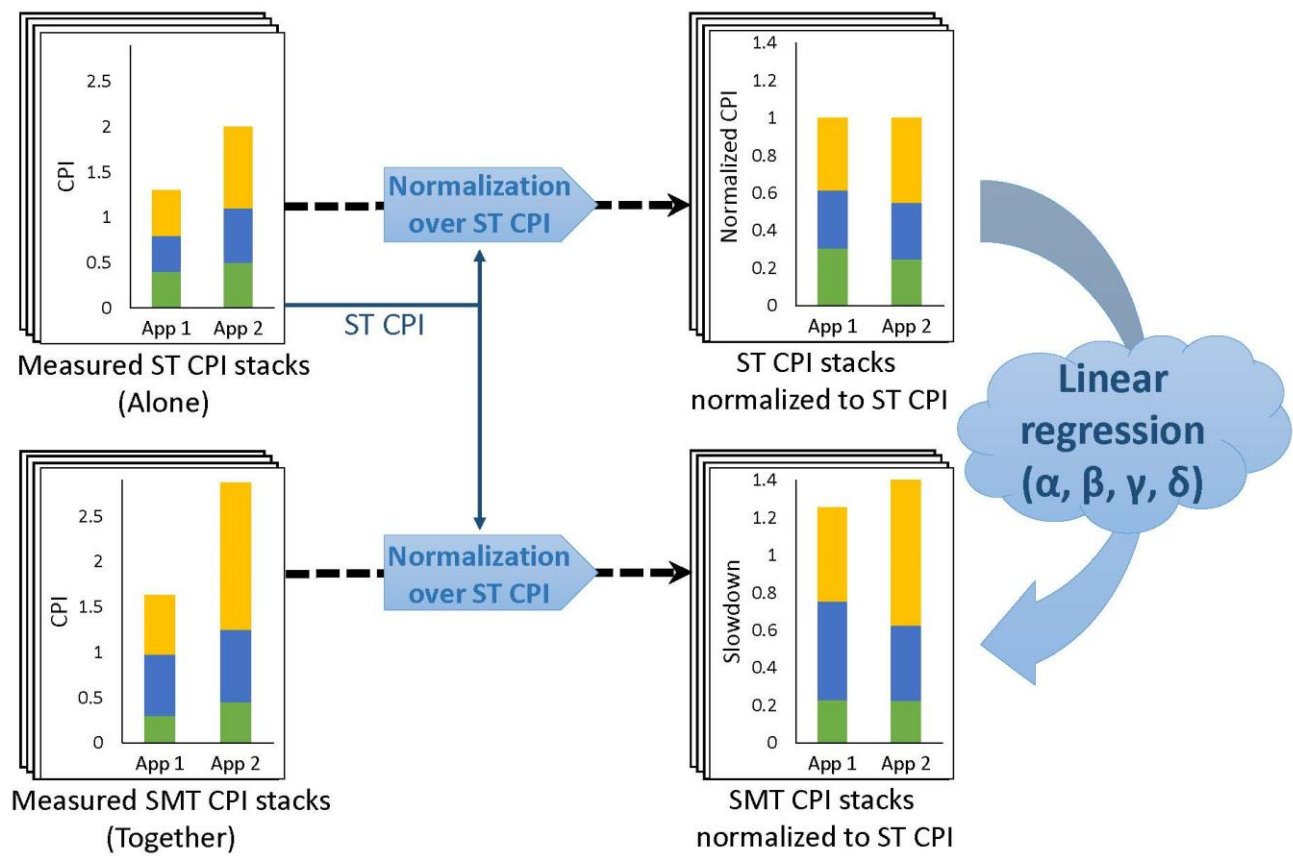 2.5
2
1.5
1
0.5
0
CPI
App 1 App 2
Measured ST CPI stacks
(Alone)
Normalization
over ST CPI
ST CPI
1.4
1.2
1
0.8
0.6
0.4
0.2
0
Normalized CPI
App 1 App 2
ST CPI stacks
normalized to ST CPI
Linear
regression
(α, β, γ, δ)
2.5
2
1.5
1
0.5
0
CPI
App 1 App 2
Measured SMT CPI stacks
(Together)
Normalization
over ST CPI
1.4
1.2
1
0.8
0.6
0.4
0.2
0
Slowdown
App 1 App 2
SMT CPI stacks
normalized to ST CPI